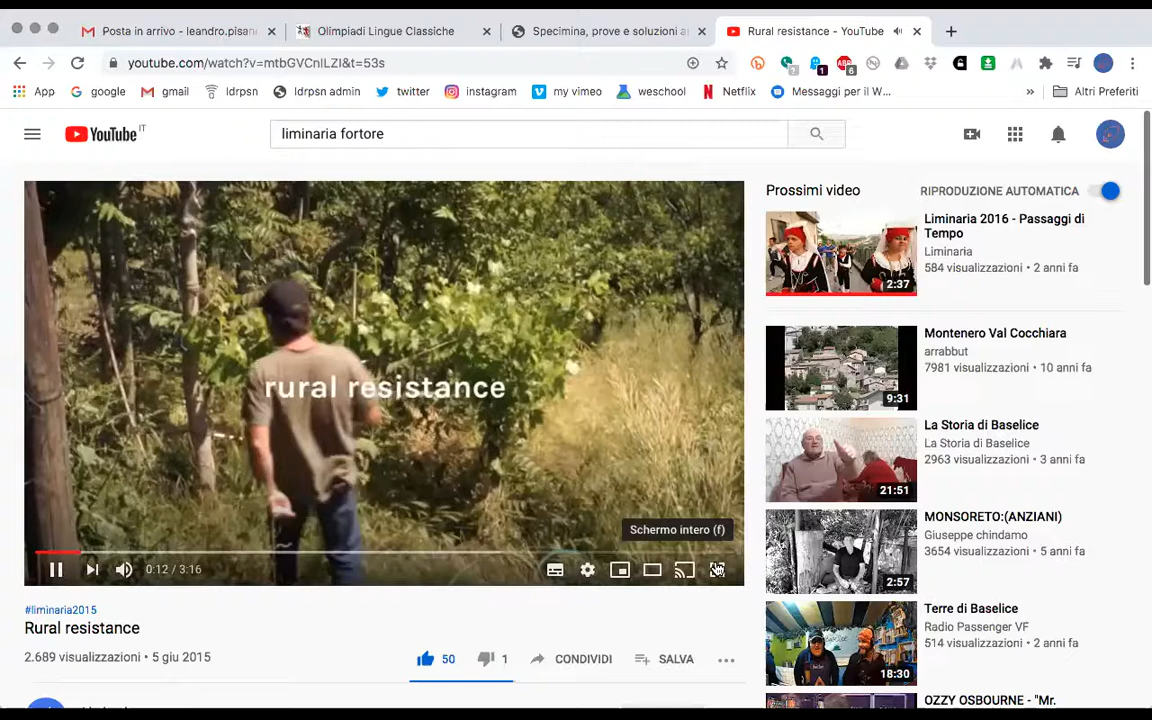 Posta in arrivo - leandro.pisan
Olimpiadi Lingue Classiche
Specimina, prove e soluzioni a
Rural resistance - YouTube
youtube.com/watch?v=mtbGVCnlLZI&t=53s
App
google
gmail
ldrpsn
ldrpsn admin
twitter
instagram
my vimeo
weschool
Netflix
Messaggi per il W...
»
Altri Preferiti
YouTube IT
liminaria fortore
rural resistance
Schermo intero (f)
0:12 / 3:16
#liminaria2015
Rural resistance
2.689 visualizzazioni • 5 giu 2015
50
1
CONDIVIDI
SALVA
Prossimi video
RIPRODUZIONE AUTOMATICA
2:37
Liminaria 2016 - Passaggi di
Tempo
Liminaria
584 visualizzazioni • 2 anni fa
9:31
Montenero Val Cocchiara
arrabbut
7981 visualizzazioni • 10 anni fa
21:51
La Storia di Baselice
La Storia di Baselice
2963 visualizzazioni • 3 anni fa
2:57
MONSORETO:(ANZIANI)
Giuseppe chindamo
3654 visualizzazioni • 5 anni fa
18:30
Terre di Baselice
Radio Passenger VF
514 visualizzazioni • 2 anni fa
OZZY OSBOURNE - "Mr.